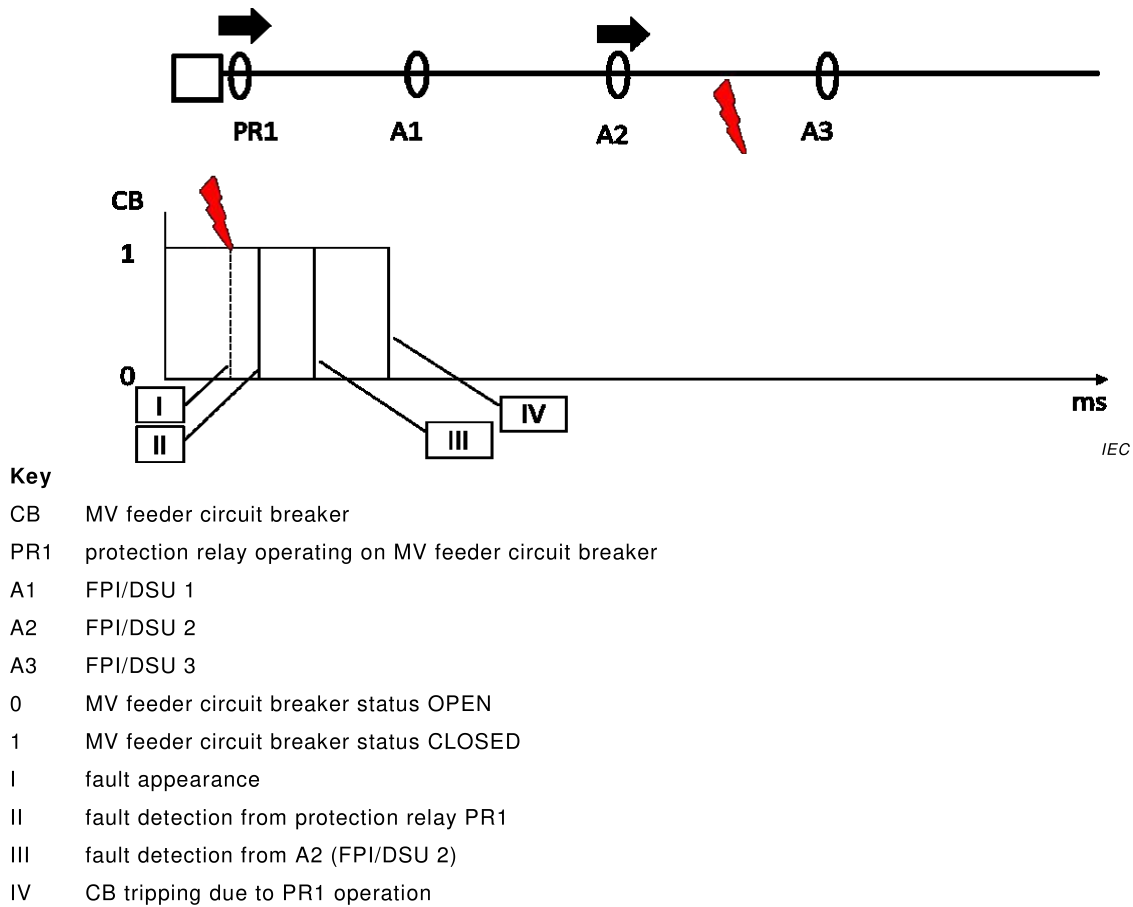 PR1
A1
A2
A3
CB
1
0
I
II
III
IV
ms
IEC
Key
CB MV feeder circuit breaker
PR1 protection relay operating on MV feeder circuit breaker
A1 FPI/DSU 1
A2 FPI/DSU 2
A3 FPI/DSU 3
0 MV feeder circuit breaker status OPEN
1 MV feeder circuit breaker status CLOSED
I fault appearance
II fault detection from protection relay PR1
III fault detection from A2 (FPI/DSU 2)
IV CB tripping due to PR1 operation